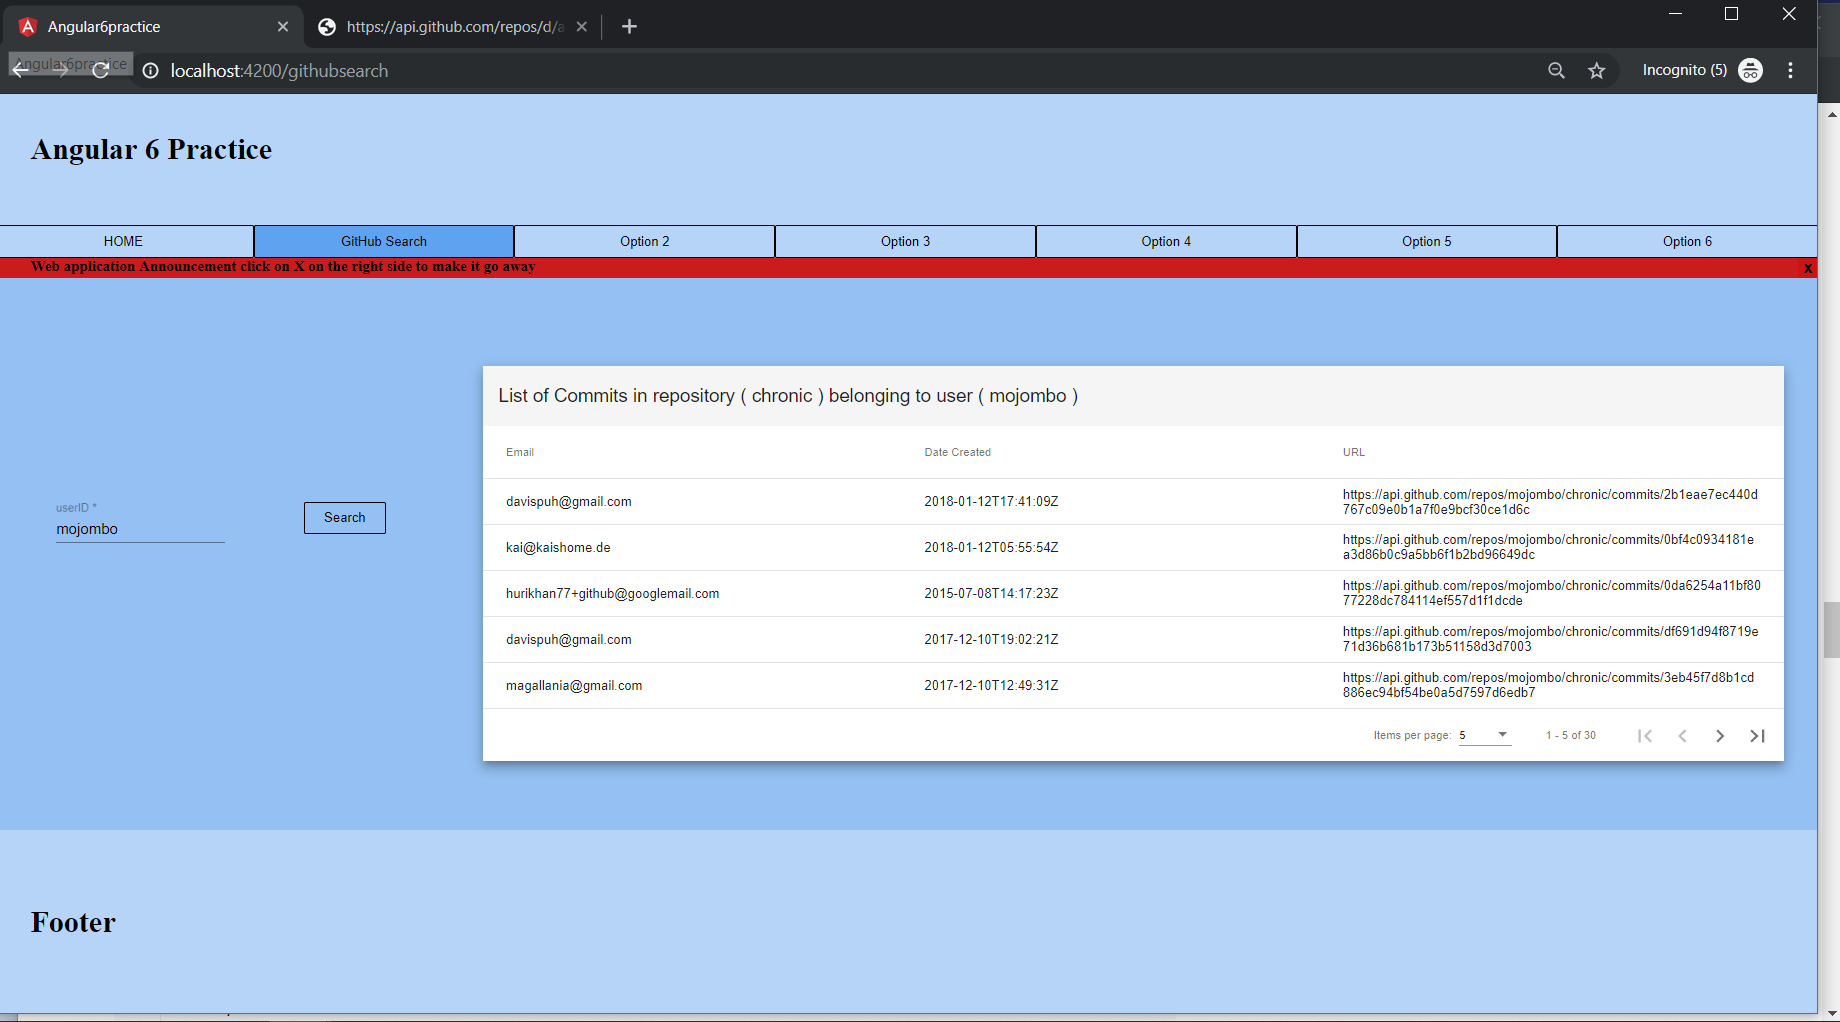 Angular6practice
https://api.github.com/repos/d/a
Angular6practice
localhost:4200/githubsearch
Incognito (5)
Angular 6 Practice
HOME
GitHub Search
Option 2
Option 3
Option 4
Option 5
Option 6
Web application Announcement click on X on the right side to make it go away
X
userID *
mojombo
Search
List of Commits in repository ( chronic ) belonging to user ( mojombo )
Email Date Created URL
davispuh@gmail.com 2018-01-12T17:41:09Z https://api.github.com/repos/mojombo/chronic/commits/2b1eae7ec440d
767c09e0b1a7f0e9bcf30ce1d6c
kai@kaishome.de 2018-01-12T05:55:54Z https://api.github.com/repos/mojombo/chronic/commits/0bf4c0934181e
a3d86b0c9a5bb6f1b2bd96649dc
hurikhan77+github@googlemail.com 2015-07-08T14:17:23Z https://api.github.com/repos/mojombo/chronic/commits/0da6254a11bf80
77228dc784114ef557d1f1dcde
davispuh@gmail.com 2017-12-10T19:02:21Z https://api.github.com/repos/mojombo/chronic/commits/df691d94f8719e
71d36b681b173b51158d3d7003
magallania@gmail.com 2017-12-10T12:49:31Z https://api.github.com/repos/mojombo/chronic/commits/3eb45f7d8b1cd
886ec94bf54be0a5d7597d6edb7
Items per page: 5 1 - 5 of 30
Footer